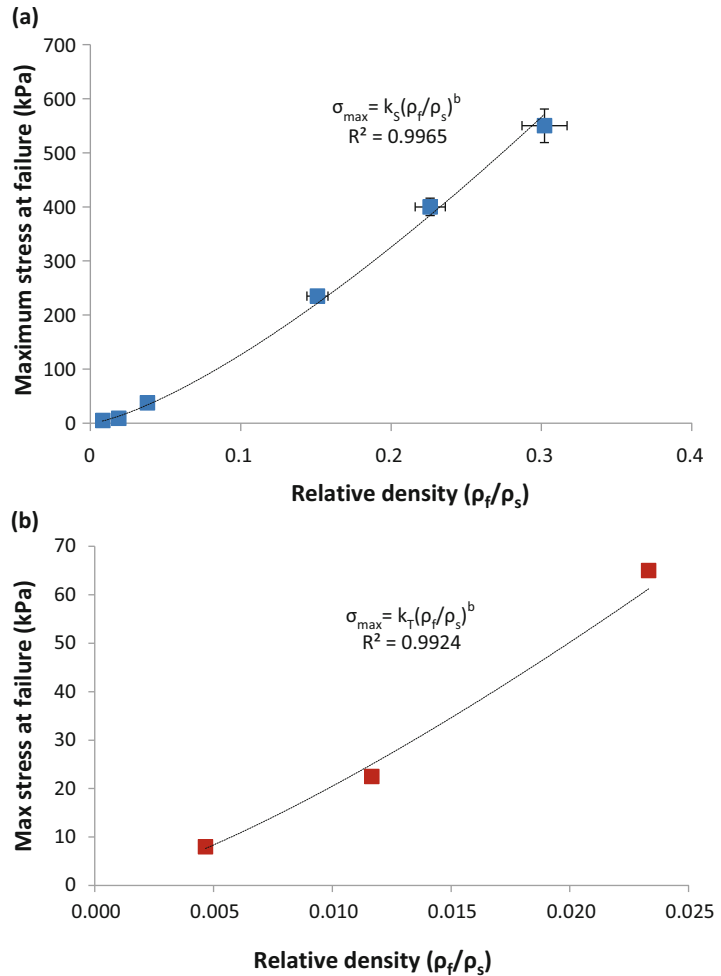 (a)
Maximum stress at failure (kPa)
700
600
500
400
300
200
100
0
σmax= kS(ρf/ρs)b
R² = 0.9965
0
0.1
0.2
0.3
0.4
Relative density (ρf/ρs)
(b)
Max stress at failure (kPa)
70
60
50
40
30
20
10
0
σmax= kT(ρf/ρs)b
R² = 0.9924
0.000
0.005
0.010
0.015
0.020
0.025
Relative density (ρf/ρs)